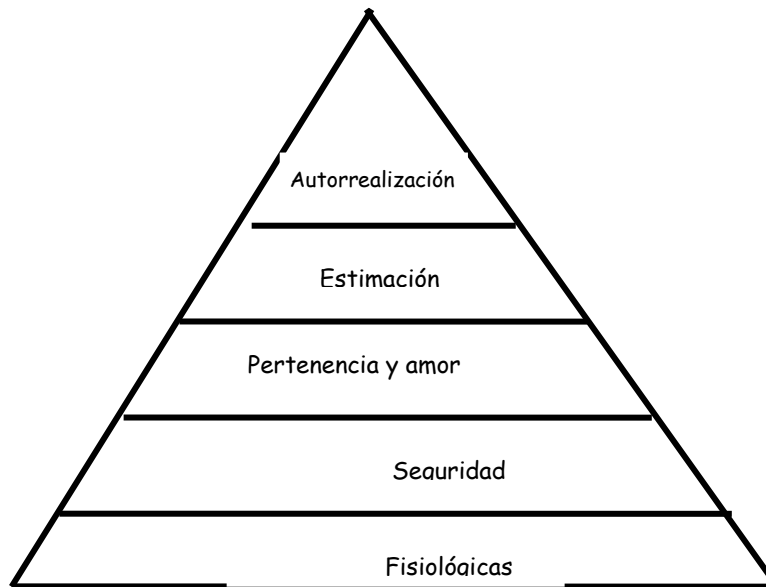 Autorrealización
Estimación
Pertenencia y amor
Seguridad
Fisiológicas